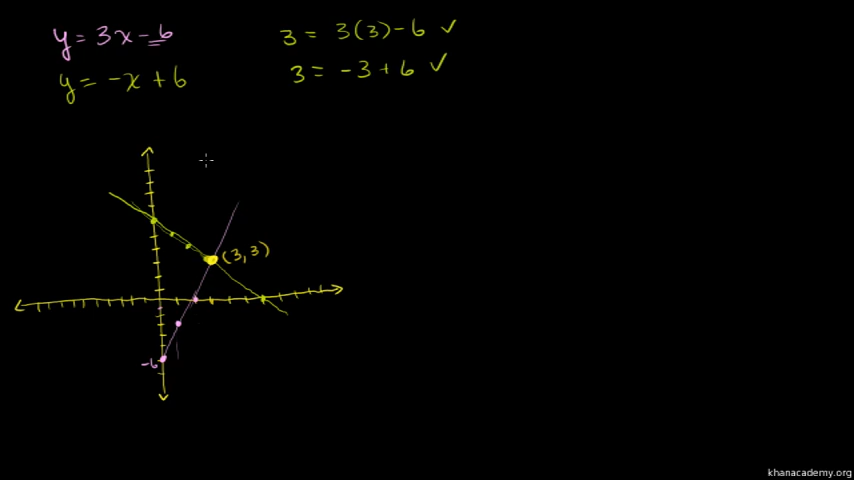 y = 3x - 6
3 = 3(3) - 6 ✓
y = -x + 6
3 = -3 + 6 ✓
(3,3)
-6
khanacademy.org